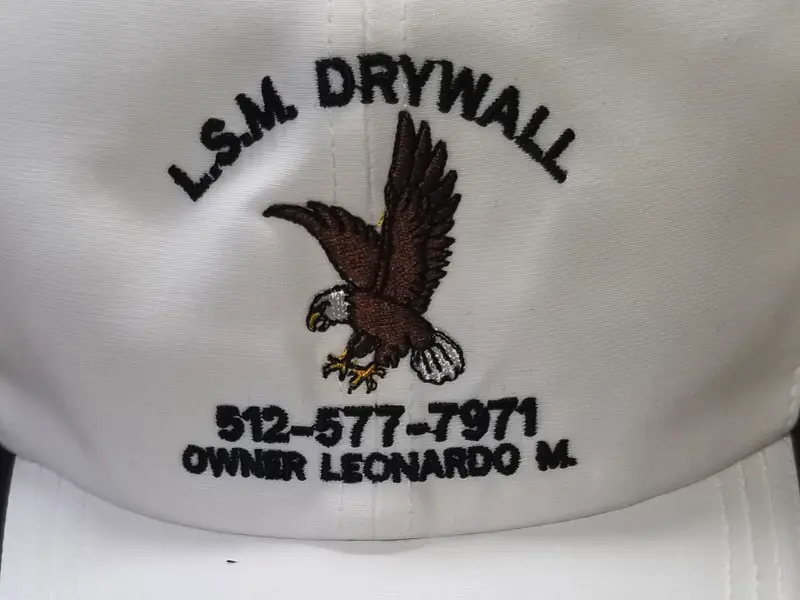 L.S.M. DRYWALL
512-577-7971
OWNER LEONARDO M.